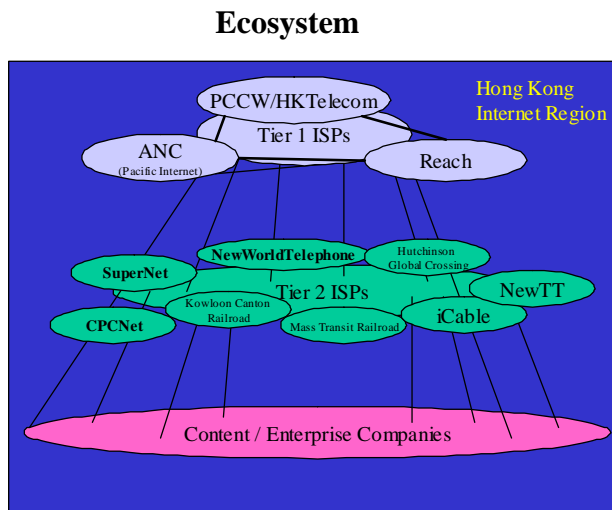 Ecosystem
Hong Kong
Internet Region
PCCW/HKTelecom
Tier 1 ISPs
ANC
(Pacific Internet)
Reach
NewWorldTelephone
Hutchinson
Global Crossing
SuperNet
Tier 2 ISPs
NewTT
Kowloon Canton
Railroad
CPCNet
Mass Transit Railroad
iCable
Content / Enterprise Companies